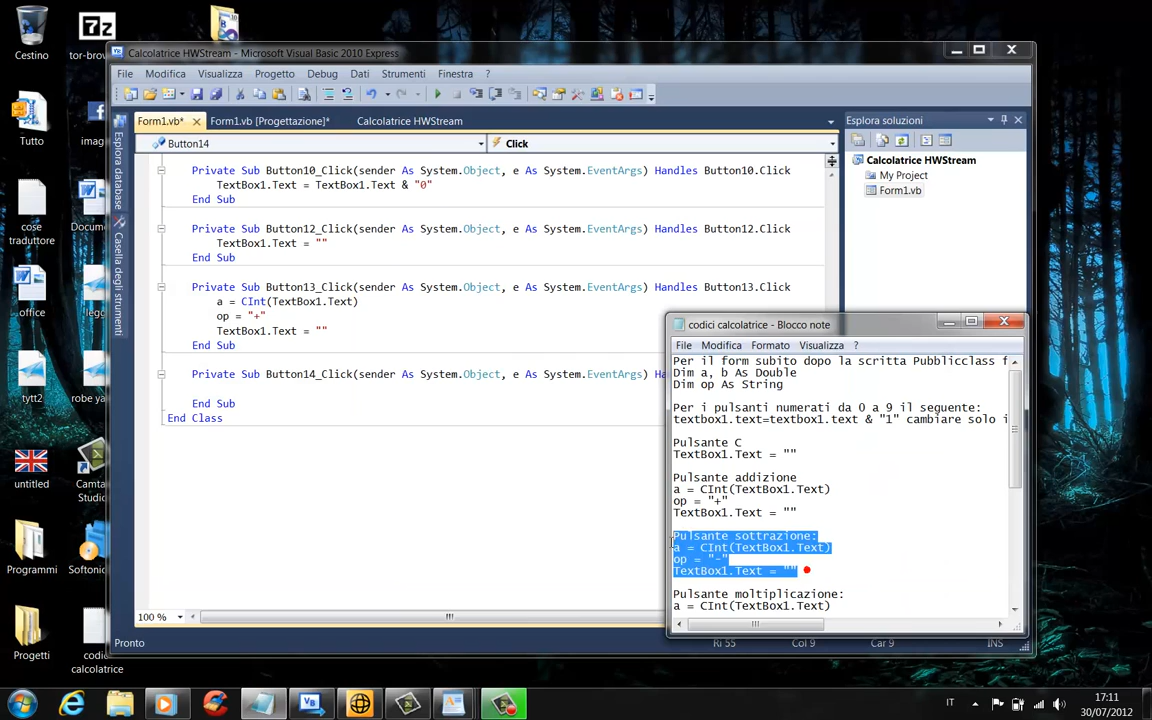 Cestino
tor-brow
Tutto
imag
cose
traduttore
Docum
office
legg
tytt2
robe ya
untitled
Camta
Studio
Programmi
Softonic
Progetti
codici
calcolatrice
Calcolatrice HWStream - Microsoft Visual Basic 2010 Express
File Modifica Visualizza Progetto Debug Dati Strumenti Finestra ?
Form1.vb* Form1.vb [Progettazione]* Calcolatrice HWStream
Button14 Click
Esplora database
Casella degli strumenti
Private Sub Button10_Click(sender As System.Object, e As System.EventArgs) Handles Button10.Click
TextBox1.Text = TextBox1.Text & "0"
End Sub
Private Sub Button12_Click(sender As System.Object, e As System.EventArgs) Handles Button12.Click
TextBox1.Text = ""
End Sub
Private Sub Button13_Click(sender As System.Object, e As System.EventArgs) Handles Button13.Click
a = CInt(TextBox1.Text)
op = "+"
TextBox1.Text = ""
End Sub
Private Sub Button14_Click(sender As System.Object, e As System.EventArgs) Ha
End Sub
End Class
100 %
Pronto
Ri 55 Col 9 Car 9 INS
Esplora soluzioni
Calcolatrice HWStream
My Project
Form1.vb
codici calcolatrice - Blocco note
File Modifica Formato Visualizza ?
Per il form subito dopo la scritta Pubblicclass f
Dim a, b As Double
Dim op As String
Per i pulsanti numerati da 0 a 9 il seguente:
textbox1.text=textbox1.text & "1" cambiare solo i
Pulsante C
TextBox1.Text = ""
Pulsante addizione
a = CInt(TextBox1.Text)
op = "+"
TextBox1.Text = ""
Pulsante sottrazione:
a = CInt(TextBox1.Text)
op = "-"
TextBox1.Text = ""
Pulsante moltiplicazione:
a = CInt(TextBox1.Text)
IT
17:11
30/07/2012